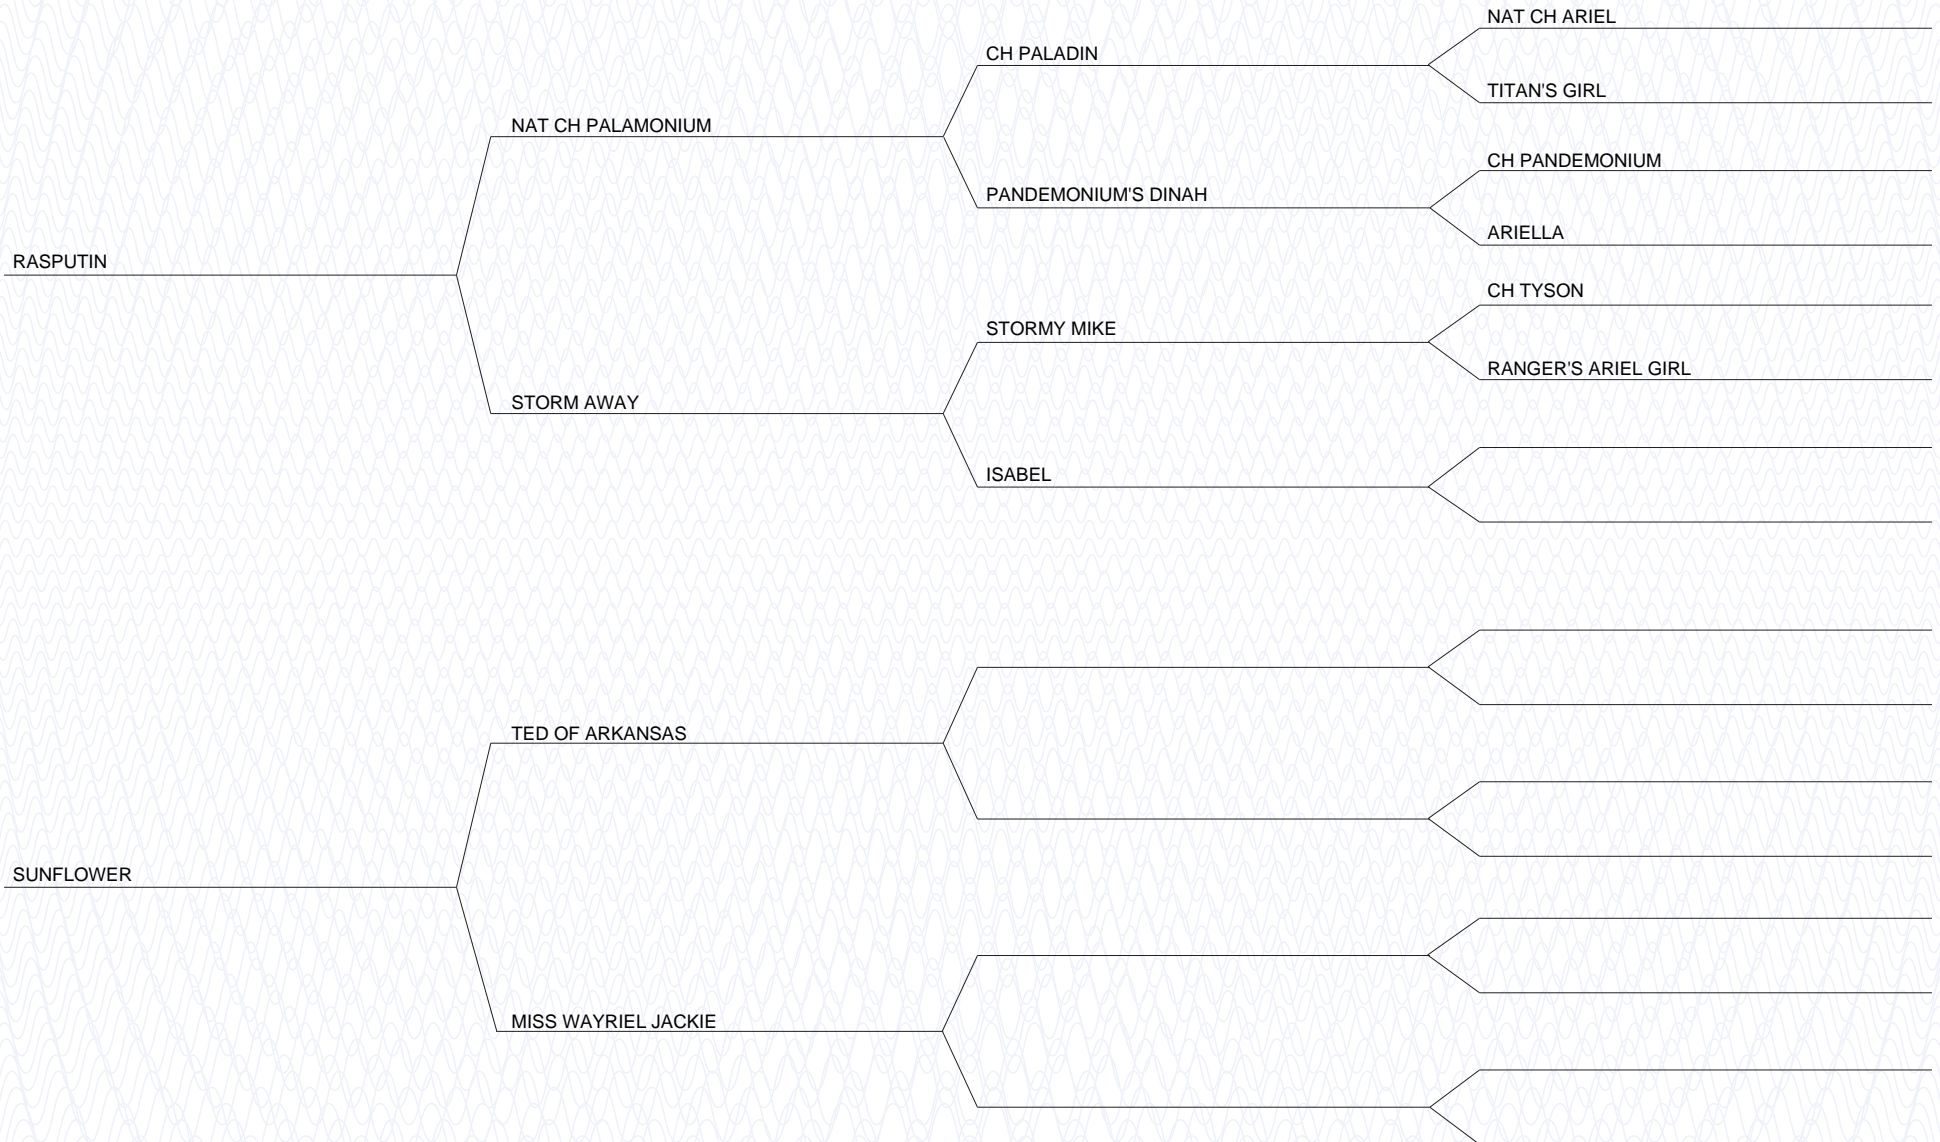 NAT CH ARIEL
CH PALADIN
TITAN'S GIRL
NAT CH PALAMONIUM
CH PANDEMONIUM
PANDEMONIUM'S DINAH
ARIELLA
RASPUTIN
CH TYSON
STORMY MIKE
RANGER'S ARIEL GIRL
STORM AWAY
ISABEL
TED OF ARKANSAS
SUNFLOWER
MISS WAYRIEL JACKIE